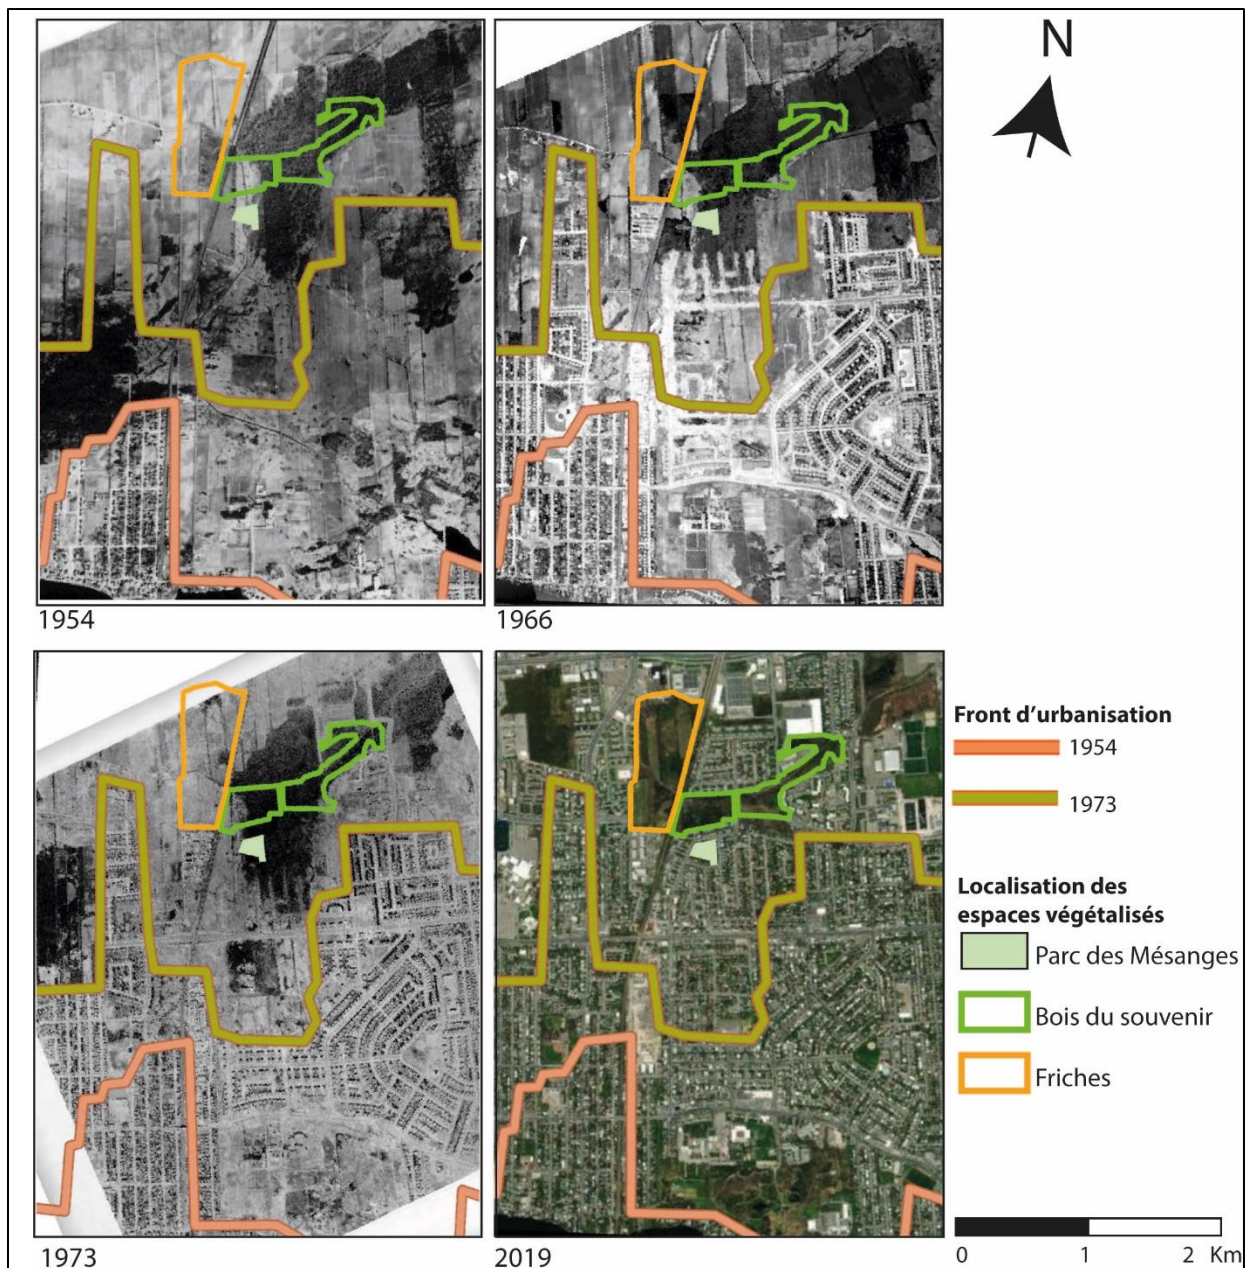 N
1954
1966
1973
2019
Front d’urbanisation
1954
1973
Localisation des
espaces végétalisés
Parc des Mésanges
Bois du souvenir
Friches
0 1 2 Km